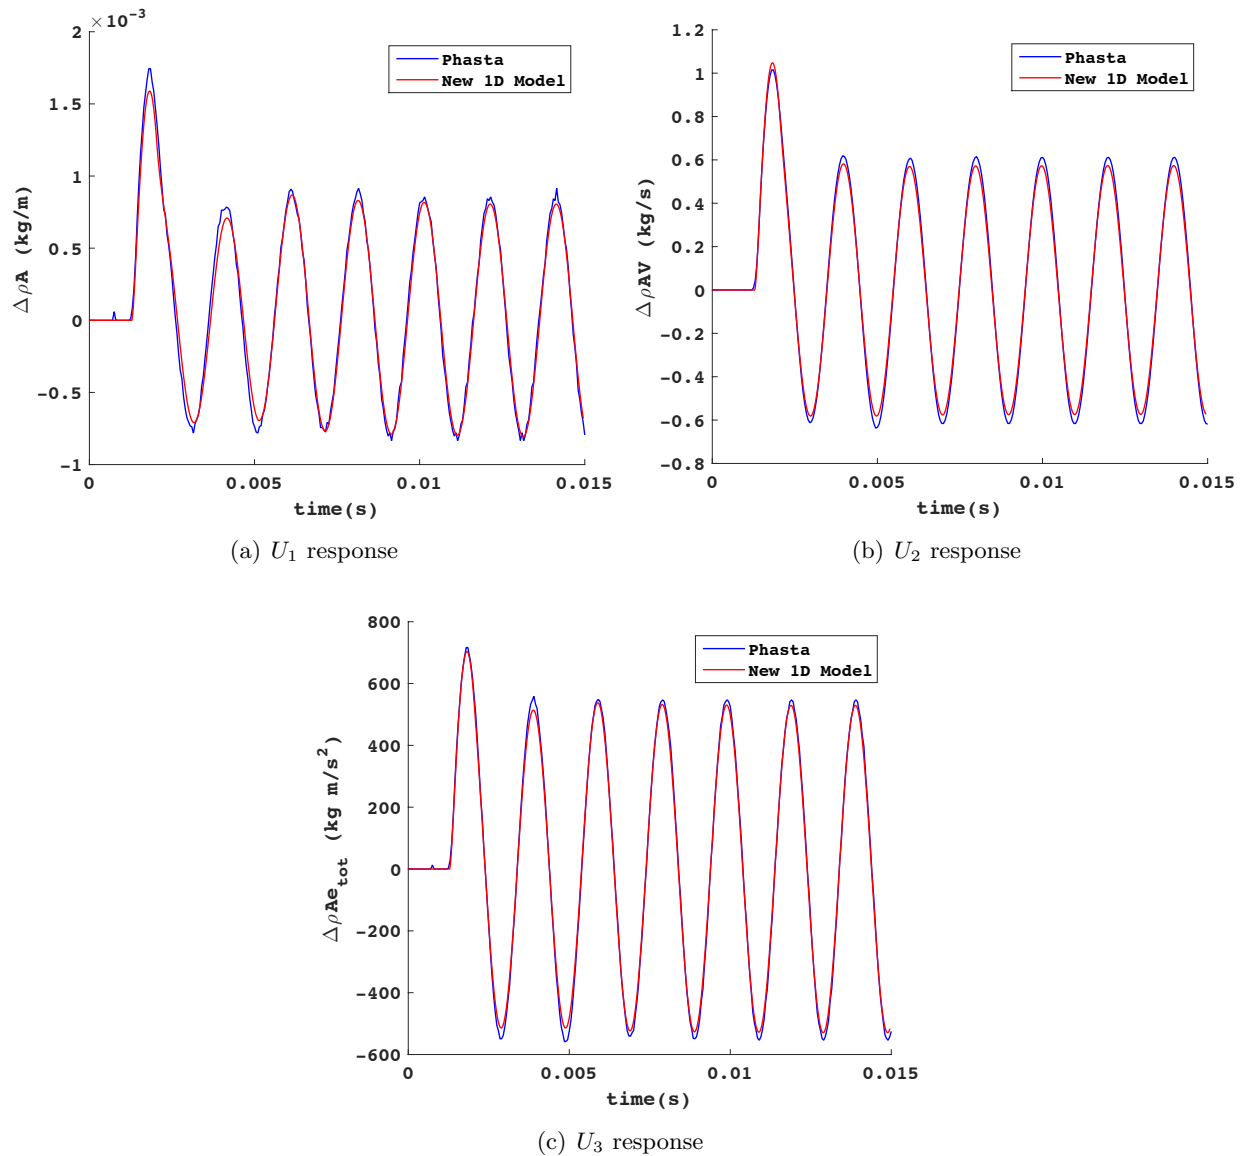 ×10⁻³
2
1.5
1
0.5
0
−0.5
−1
ΔρA (kg/m)
0
0.005
0.01
0.015
time(s)
Phasta
New 1D Model
(a) U₁ response
1.2
1
0.8
0.6
0.4
0.2
0
−0.2
−0.4
−0.6
−0.8
ΔρAV (kg/s)
0
0.005
0.01
0.015
time(s)
Phasta
New 1D Model
(b) U₂ response
800
600
400
200
0
−200
−400
−600
ΔρAeₜₒₜ (kg m/s²)
0
0.005
0.01
0.015
time(s)
Phasta
New 1D Model
(c) U₃ response